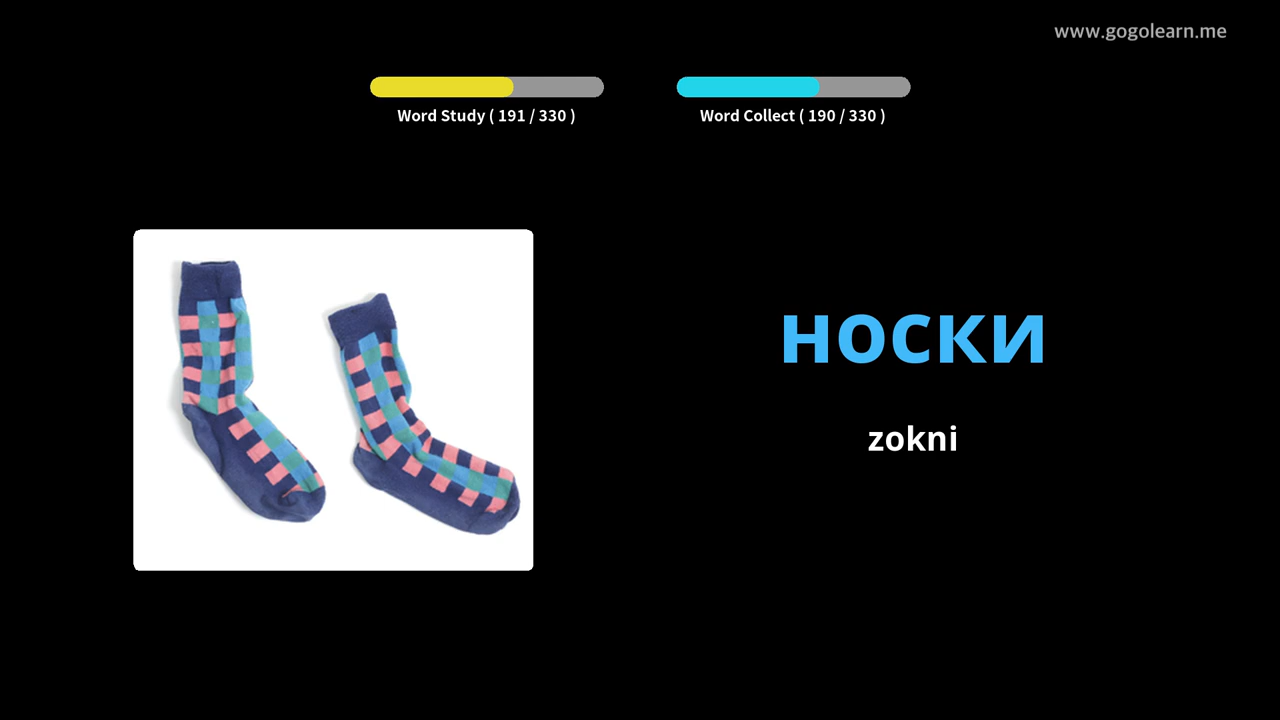 www.gogolearn.me
Word Study ( 191 / 330 )
Word Collect ( 190 / 330 )
носки
zokni